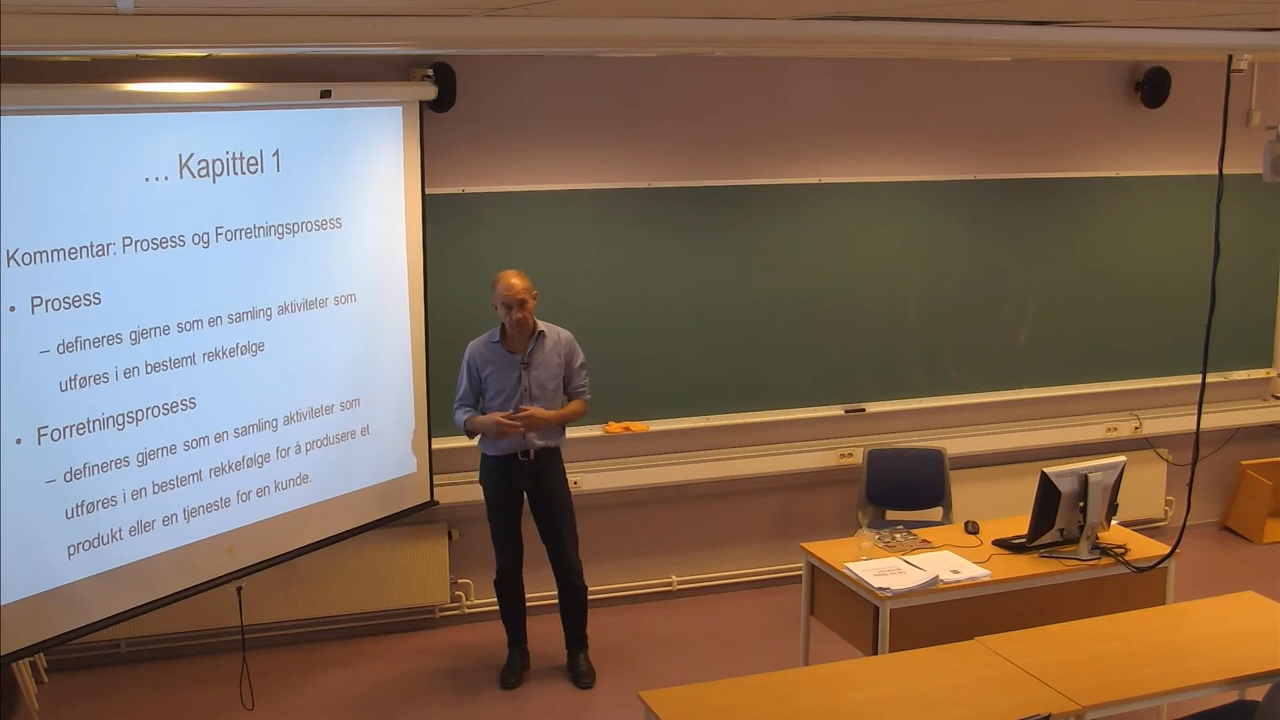 ... Kapittel 1
Kommentar: Prosess og Forretningsprosess
• Prosess
– defineres gjerne som en samling aktiviteter som
utføres i en bestemt rekkefølge
• Forretningsprosess
– defineres gjerne som en samling aktiviteter som
utføres i en bestemt rekkefølge for å produsere et
produkt eller en tjeneste for en kunde.